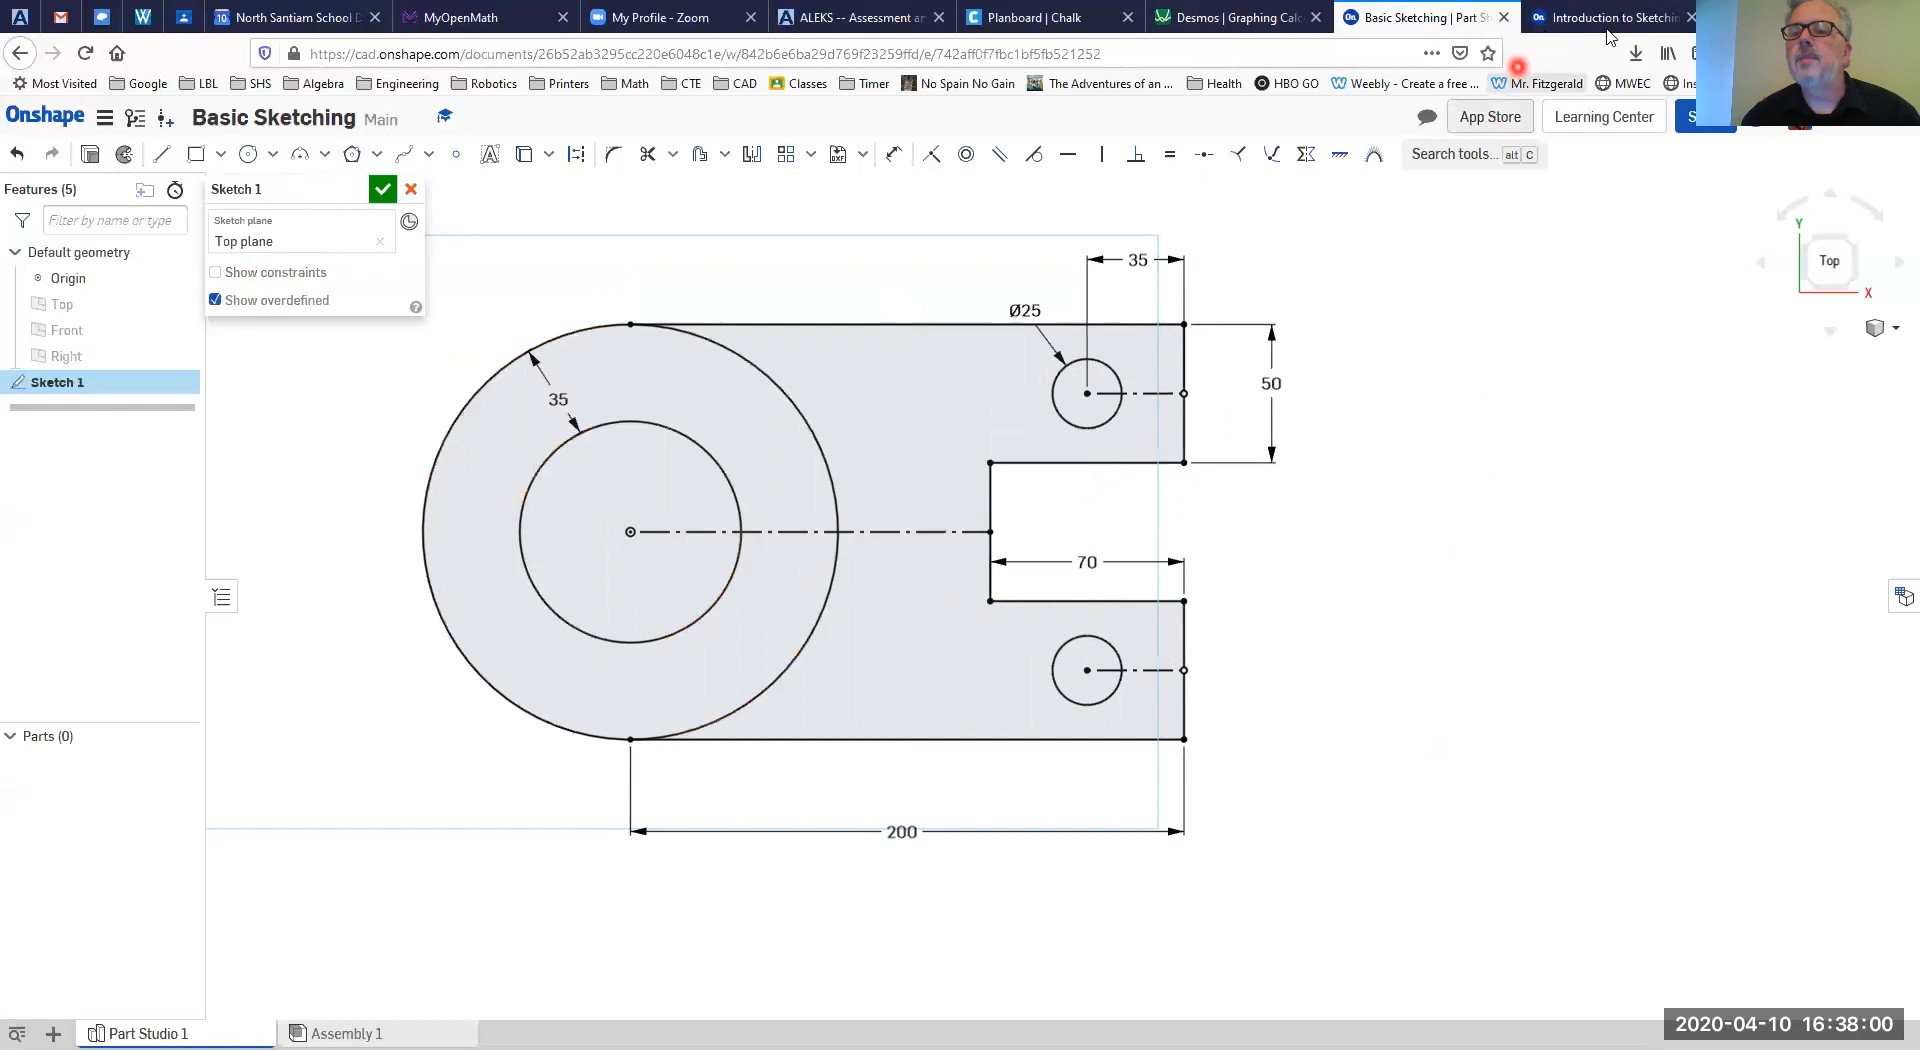 North Santiam School D
MyOpenMath
My Profile - Zoom
ALEKS -- Assessment a
Planboard | Chalk
Desmos | Graphing Calc
Basic Sketching | Part St
Introduction to Sketchin
https://cad.onshape.com/documents/26b52ab3295cc220e6048c1e/w/842b6e6ba29d769f23259ffd/e/742aff0f7fbc1bf5fb521252
Most Visited
Google
LBL
SHS
Algebra
Engineering
Robotics
Printers
Math
CTE
CAD
Classes
Timer
No Spain No Gain
The Adventures of an ...
Health
HBO GO
Weebly - Create a free ...
Mr. Fitzgerald
MWEC
Onshape
Basic Sketching Main
App Store
Learning Center
Search tools... alt C
Features (5)
Sketch 1
Filter by name or type
Sketch plane
Top plane
Default geometry
Show constraints
Origin
Show overdefined
Top
Front
Right
Sketch 1
Parts (0)
35
Ø25
50
35
70
200
Y
Top
X
Part Studio 1
Assembly 1
2020-04-10 16:38:00